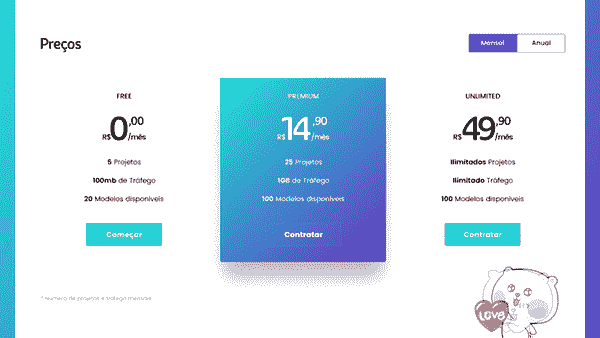 Preços
Mensal
Anual
FREE
R$0,00/mês
5 Projetos
100mb de Tráfego
20 Modelos disponíveis
Começar
PREMIUM
R$14,90/mês
25 Projetos
1GB de Tráfego
100 Modelos disponíveis
Contratar
UNLIMITED
R$49,90/mês
Ilimitados Projetos
Ilimitado Tráfego
100 Modelos disponíveis
Contratar
* Número de projetos e tráfego mensais
LOVE